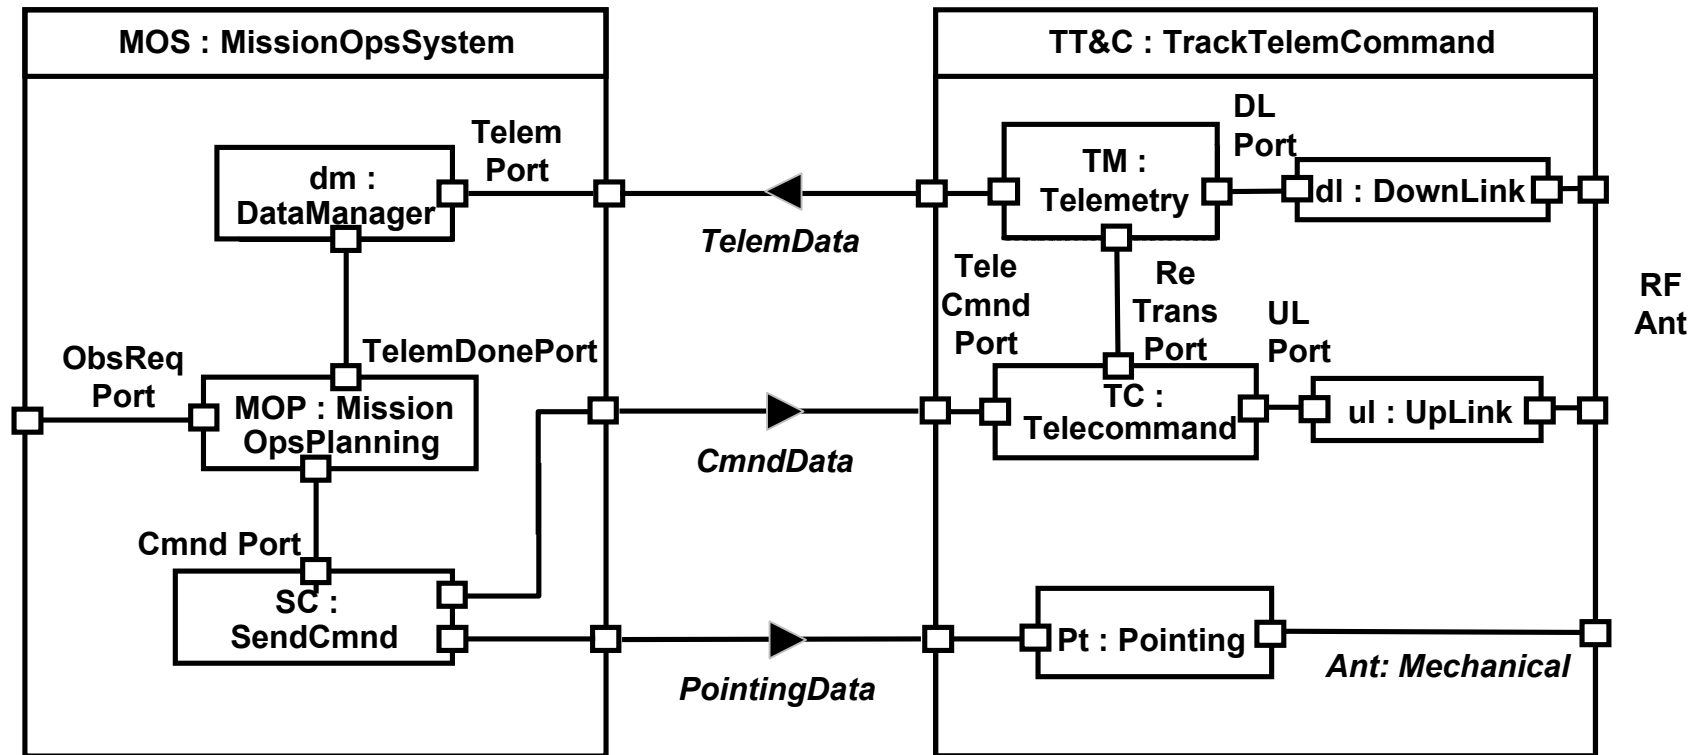 MOS : MissionOpsSystem
TT&C : TrackTelemCommand
Telem
Port
dm :
DataManager
TelemData
TM :
Telemetry
DL
Port
dl : DownLink
Tele
Cmnd
Port
Re
Trans
Port
UL
Port
RF
Ant
ObsReq
Port
TelemDonePort
MOP : Mission
OpsPlanning
CmndData
TC :
Telecommand
ul : UpLink
Cmnd Port
SC :
SendCmnd
PointingData
Pt : Pointing
Ant: Mechanical